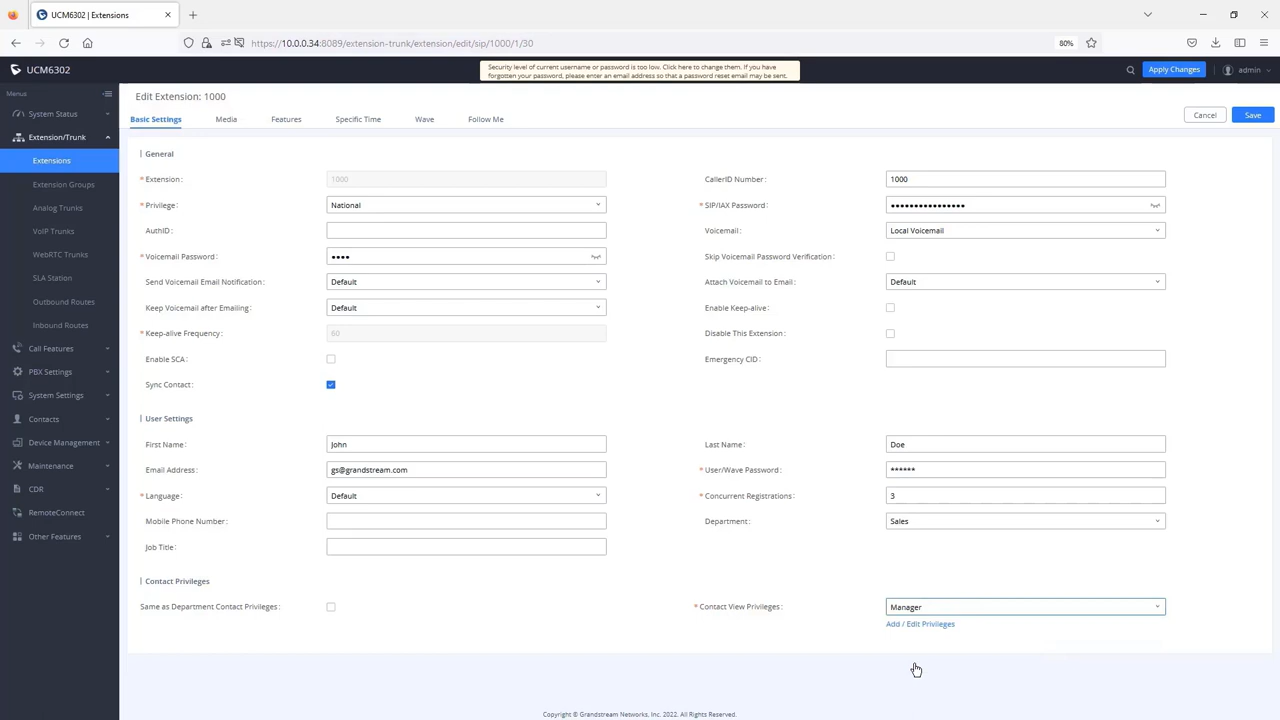 UCM6302 | Extensions
https://10.0.0.34:8089/extension-trunk/extension/edit/sip/1000/1/30
80%
UCM6302
Security level of current username or password is too low. Click here to change them. If you have
forgotten your password, please enter an email address so that a password reset email may be sent.
Apply Changes
admin
Menus
System Status
Extension/Trunk
Extensions
Extension Groups
Analog Trunks
VoIP Trunks
WebRTC Trunks
SLA Station
Outbound Routes
Inbound Routes
Call Features
PBX Settings
System Settings
Contacts
Device Management
Maintenance
CDR
RemoteConnect
Other Features
Edit Extension: 1000
Basic Settings Media Features Specific Time Wave Follow Me
Cancel Save
General
* Extension: 1000 CallerID Number: 1000
* Privilege: National * SIP/IAX Password: ••••••••••••••••
AuthID: Voicemail: Local Voicemail
* Voicemail Password: •••• Skip Voicemail Password Verification:
Send Voicemail Email Notification: Default Attach Voicemail to Email: Default
Keep Voicemail after Emailing: Default Enable Keep-alive:
* Keep-alive Frequency: 60 Disable This Extension:
Enable SCA: Emergency CID:
Sync Contact:
User Settings
First Name: John Last Name: Doe
Email Address: gs@grandstream.com * User/Wave Password: ******
* Language: Default * Concurrent Registrations: 3
Mobile Phone Number: Department: Sales
Job Title:
Contact Privileges
Same as Department Contact Privileges: * Contact View Privileges: Manager
Add / Edit Privileges
Copyright © Grandstream Networks, Inc. 2022. All Rights Reserved.